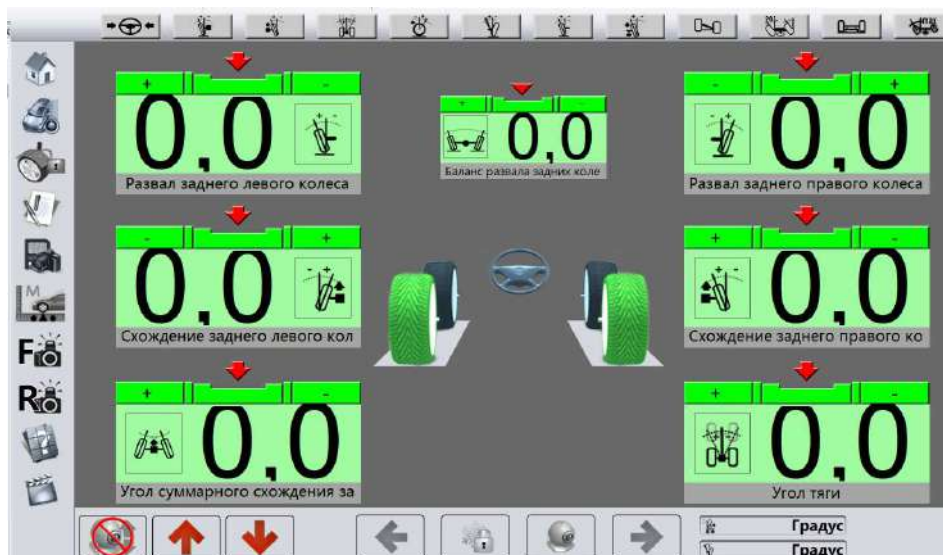 + -
0,0
Развал заднего левого колеса
+ -
0,0
Баланс развала задних коле
- +
0,0
Развал заднего правого колеса
- +
0,0
Схождение заднего левого кол
+ -
0,0
Схождение заднего правого ко
+ -
0,0
Угол суммарного схождения за
+ -
0,0
Угол тяги
M
F
R
Градус
Градус